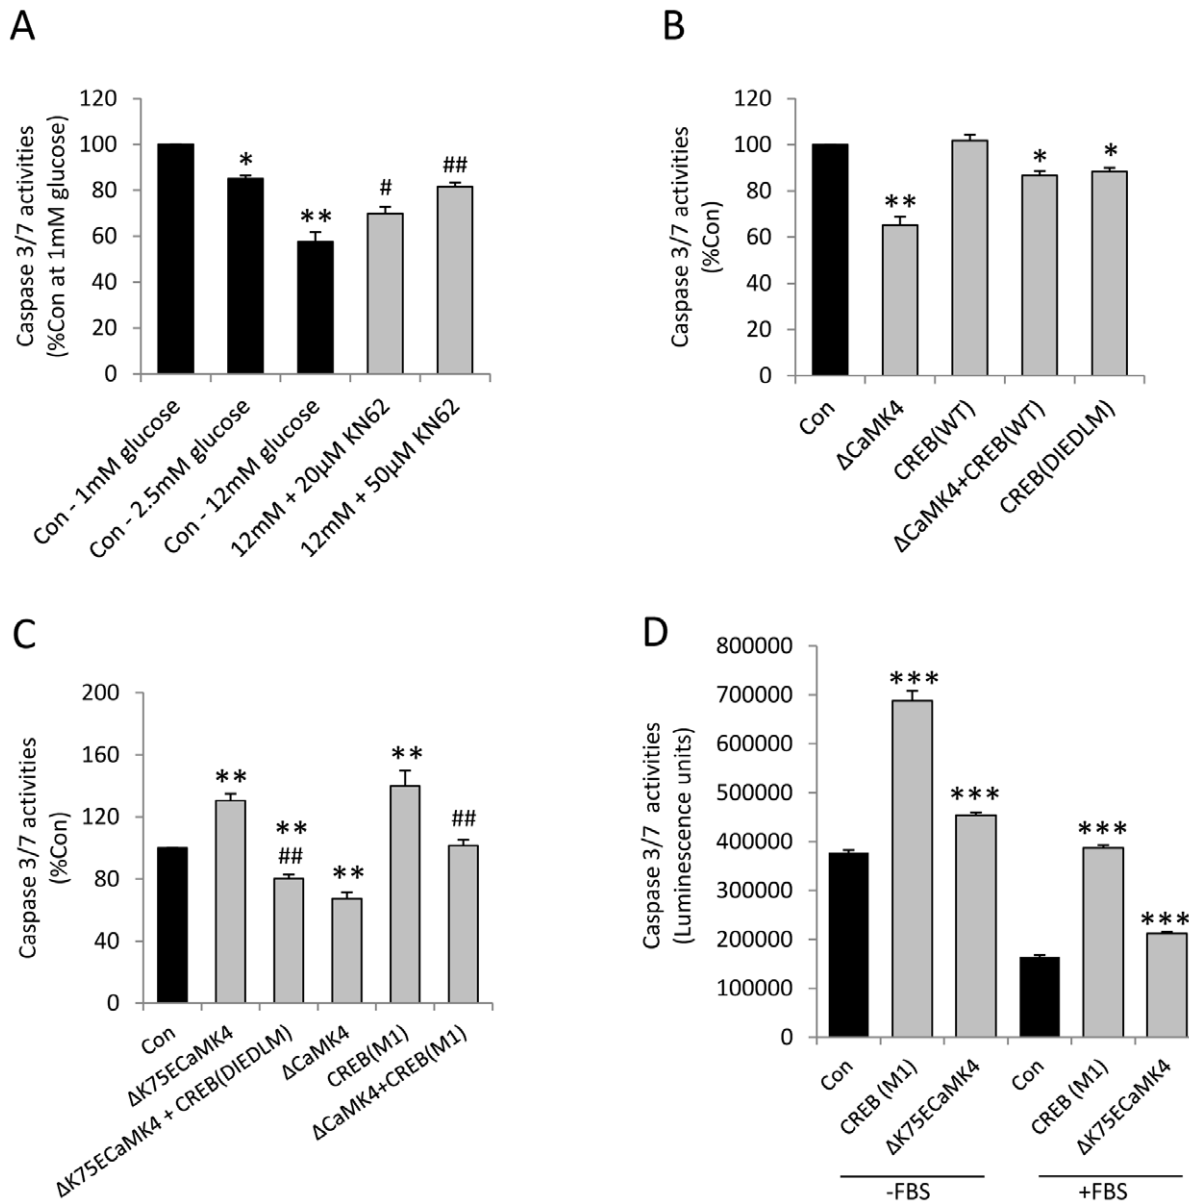 A
Caspase 3/7 activities
(%Con at 1mM glucose)
120
100
80
60
40
20
0
*
**
#
##
Con - 1mM glucose
Con - 2.5mM glucose
Con - 12mM glucose
12mM + 20µM KN62
12mM + 50µM KN62
B
Caspase 3/7 activities
(%Con)
120
100
80
60
40
20
0
**
*
*
Con
ΔCaMK4
CREB(WT)
ΔCaMK4+CREB(WT)
CREB(DIEDLM)
C
Caspase 3/7 activities
(%Con)
200
160
120
80
40
0
**
**
##
**
**
##
Con
ΔK75ECaMK4
ΔK75ECaMK4 + CREB(DIEDLM)
ΔCaMK4
CREB(M1)
ΔCaMK4+CREB(M1)
D
Caspase 3/7 activities
(Luminescence units)
800000
700000
600000
500000
400000
300000
200000
100000
0
***
***
***
***
Con
CREB (M1)
ΔK75ECaMK4
Con
CREB (M1)
ΔK75ECaMK4
-FBS
+FBS